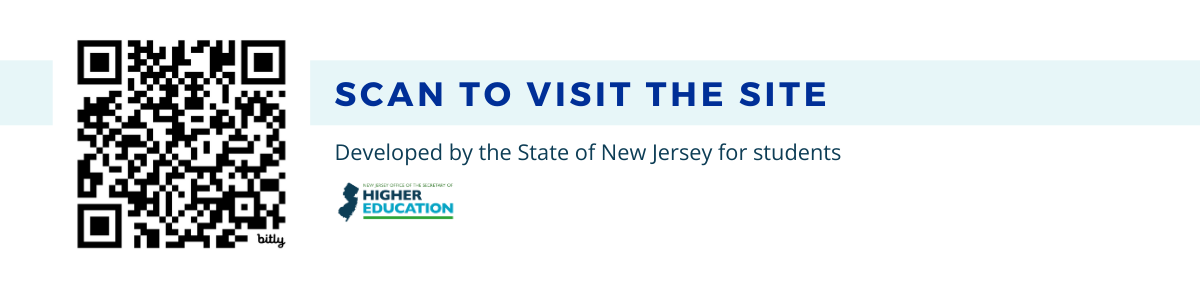 SCAN TO VISIT THE SITE
Developed by the State of New Jersey for students
NEW JERSEY OFFICE OF THE SECRETARY OF
HIGHER
EDUCATION
bitly